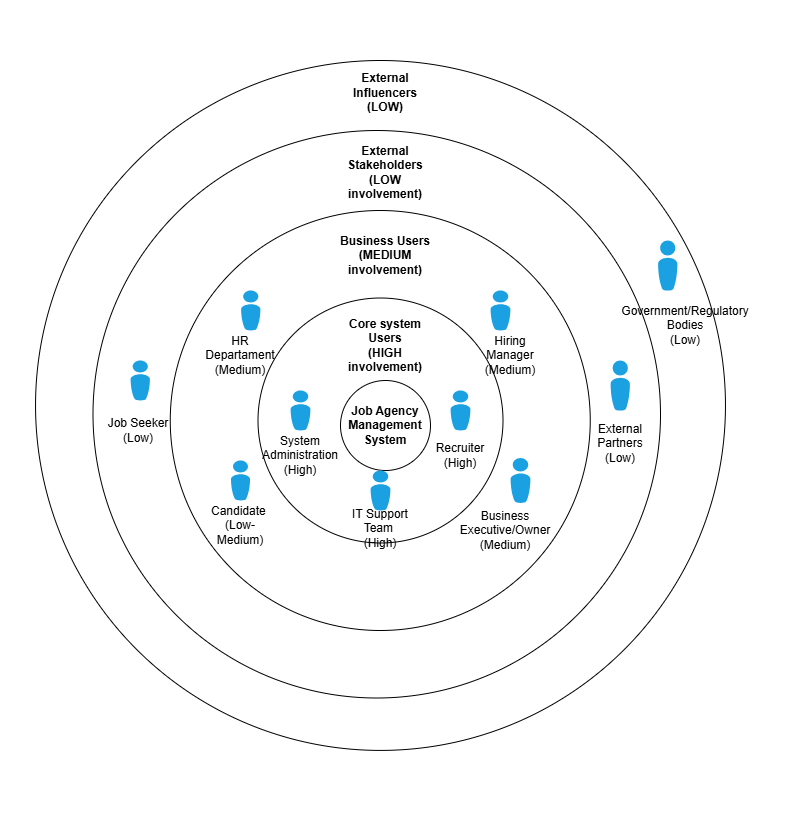 External
Influencers
(LOW)
External
Stakeholders
(LOW
involvement)
Business Users
(MEDIUM
involvement)
Core system
Users
(HIGH
involvement)
Job Agency
Management
System
Government/Regulatory
Bodies
(Low)
HR
Departament
(Medium)
Hiring
Manager
(Medium)
Job Seeker
(Low)
External
Partners
(Low)
System
Administration
(High)
Recruiter
(High)
Candidate
(Low-
Medium)
IT Support
Team
(High)
Business
Executive/Owner
(Medium)